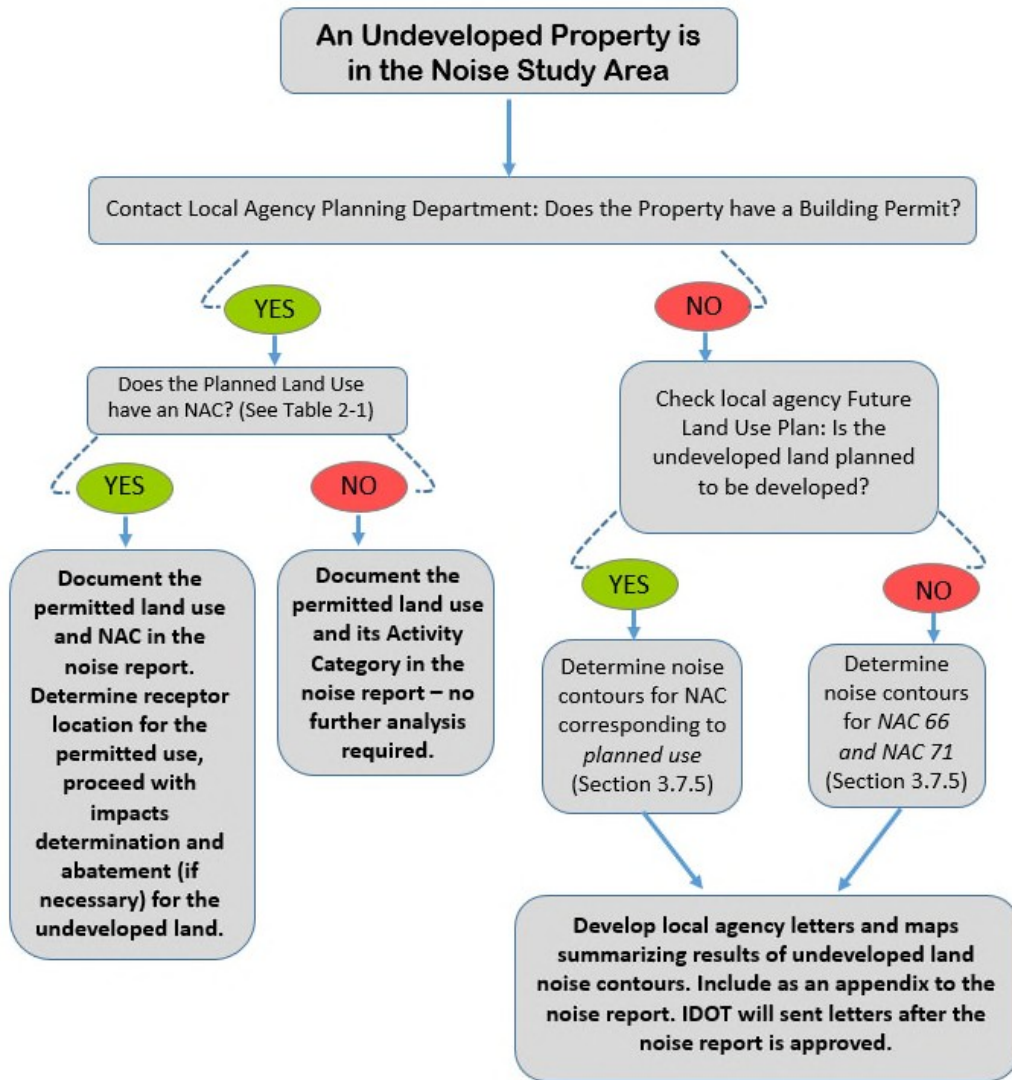 An Undeveloped Property is
in the Noise Study Area
Contact Local Agency Planning Department: Does the Property have a Building Permit?
YES
NO
Does the Planned Land Use
have an NAC? (See Table 2-1)
Check local agency Future
Land Use Plan: Is the
undeveloped land planned
to be developed?
YES
NO
Document the
permitted land use
and NAC in the
noise report.
Determine receptor
location for the
permitted use,
proceed with
impacts
determination and
abatement (if
necessary) for the
undeveloped land.
Document the
permitted land use
and its Activity
Category in the
noise report – no
further analysis
required.
YES
NO
Determine noise
contours for NAC
corresponding to
planned use
(Section 3.7.5)
Determine
noise contours
for NAC 66
and NAC 71
(Section 3.7.5)
Develop local agency letters and maps
summarizing results of undeveloped land
noise contours. Include as an appendix to the
noise report. IDOT will sent letters after the
noise report is approved.